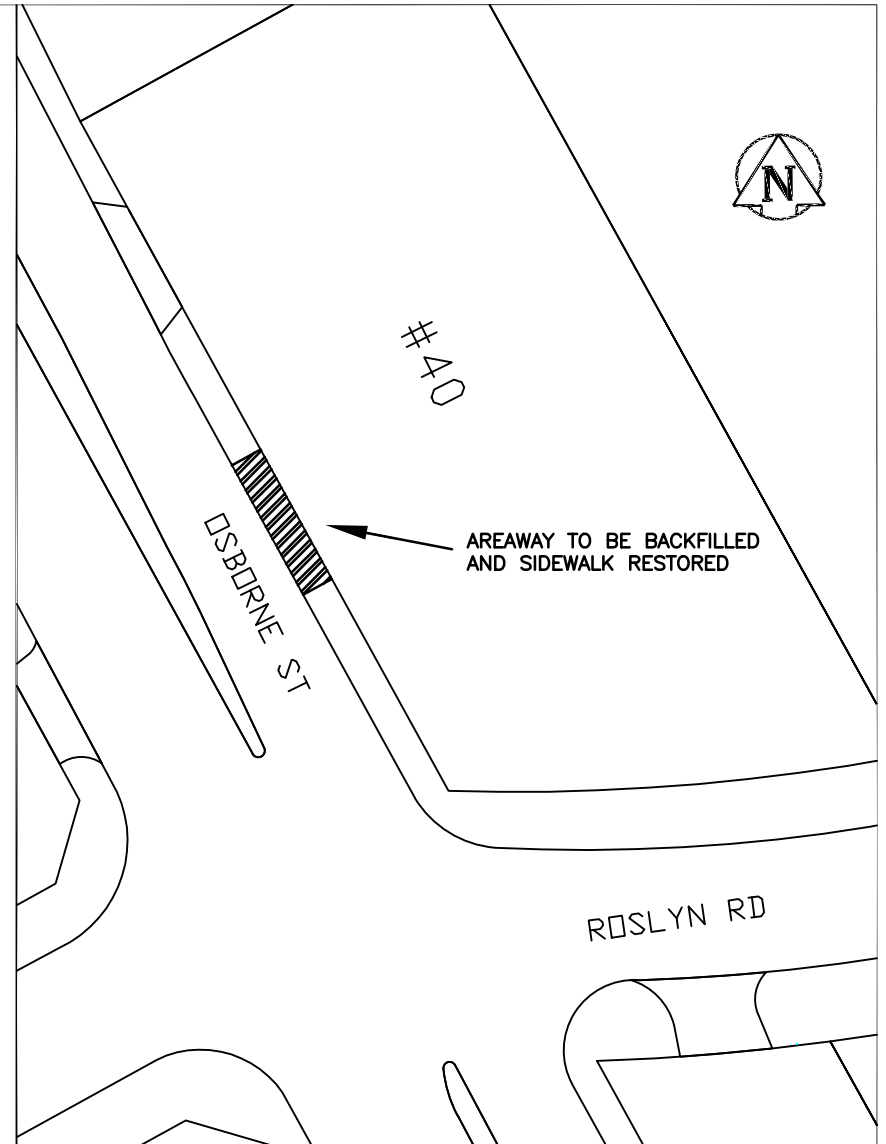 N
#40
AREAWAY TO BE BACKFILLED
AND SIDEWALK RESTORED
OSBORNE ST
ROSLYN RD